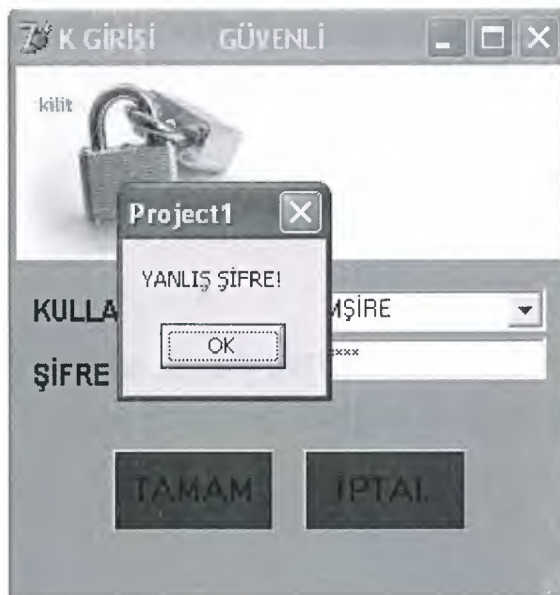 K GİRİŞİ GÜVENLİ
kilit
Project1
YANLIŞ ŞİFRE!
OK
KULLA MŞİRE
ŞİFRE ***
TAMAM İPTAL